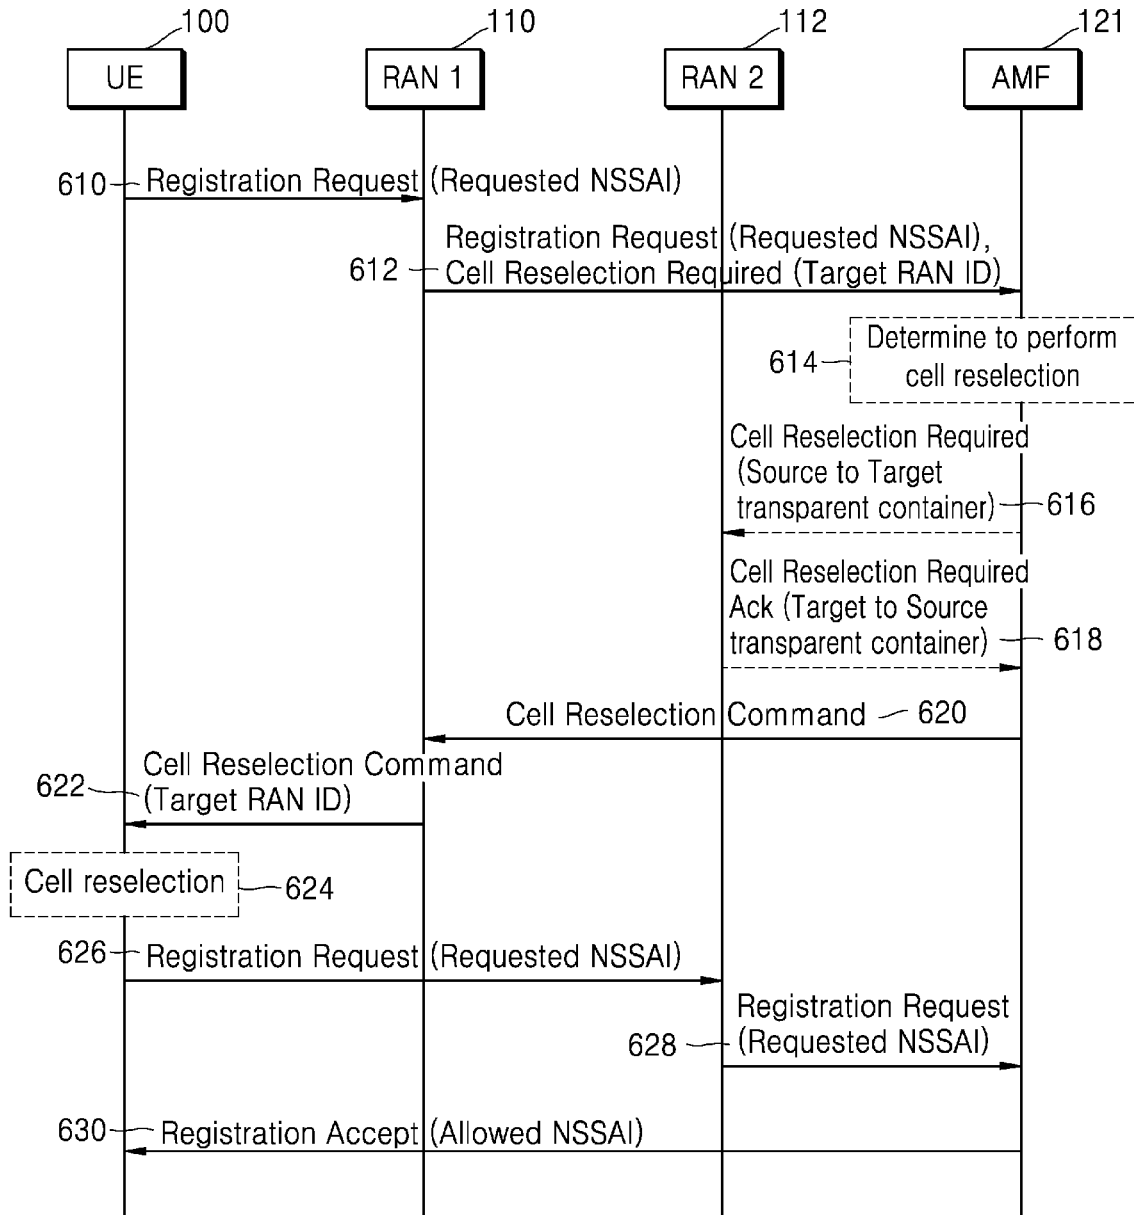 100
110
112
121
UE
RAN 1
RAN 2
AMF
610
Registration Request (Requested NSSAI)
Registration Request (Requested NSSAI),
612
Cell Reselection Required (Target RAN ID)
Determine to perform
614
cell reselection
Cell Reselection Required
(Source to Target
transparent container)
616
Cell Reselection Required
Ack (Target to Source
transparent container)
618
Cell Reselection Command
620
Cell Reselection Command
622
(Target RAN ID)
Cell reselection
624
626
Registration Request (Requested NSSAI)
Registration Request
628
(Requested NSSAI)
630
Registration Accept (Allowed NSSAI)